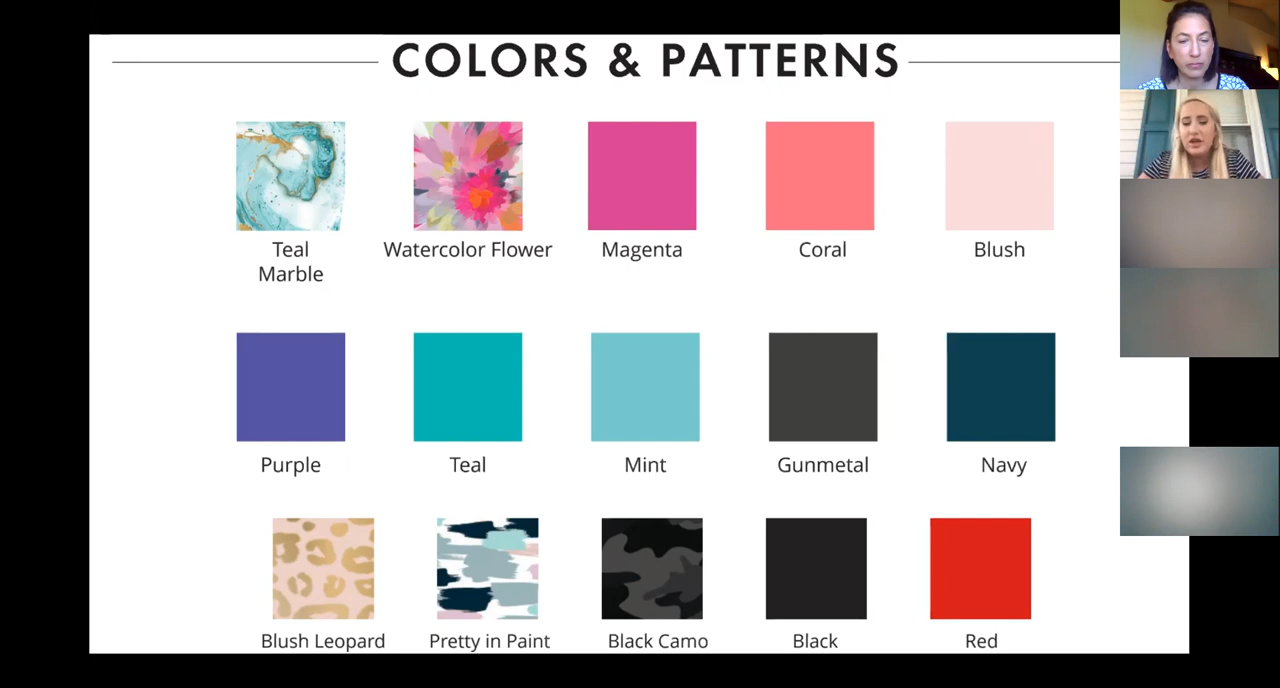 COLORS & PATTERNS
Teal
Marble
Watercolor Flower
Magenta
Coral
Blush
Purple
Teal
Mint
Gunmetal
Navy
Blush Leopard
Pretty in Paint
Black Camo
Black
Red